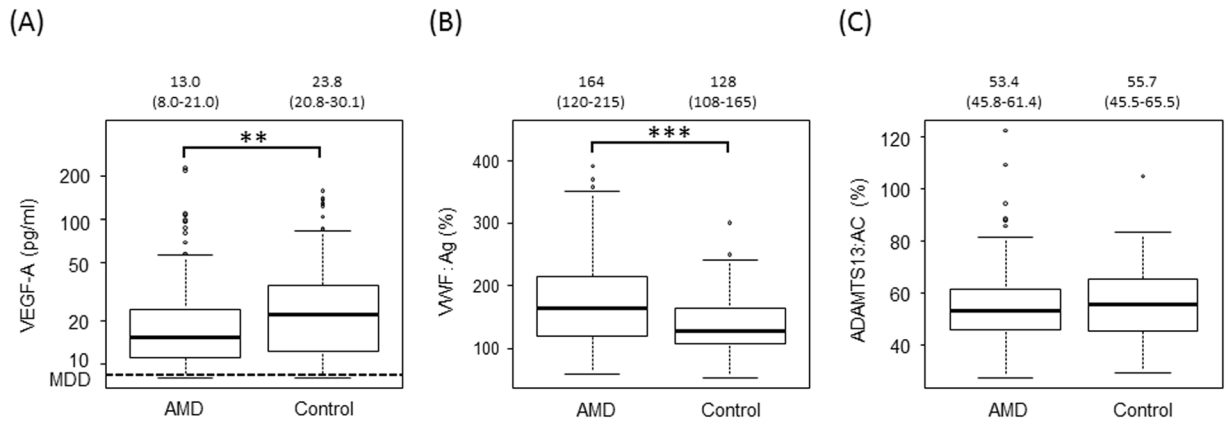 (A)
13.0
(8.0-21.0)
23.8
(20.8-30.1)
**
VEGF-A (pg/ml)
200
100
50
20
10
MDD
AMD
Control
(B)
164
(120-215)
128
(108-165)
***
VWF:Ag (%)
400
300
200
100
AMD
Control
(C)
53.4
(45.8-61.4)
55.7
(45.5-65.5)
ADAMTS13:AC (%)
120
100
80
60
40
AMD
Control